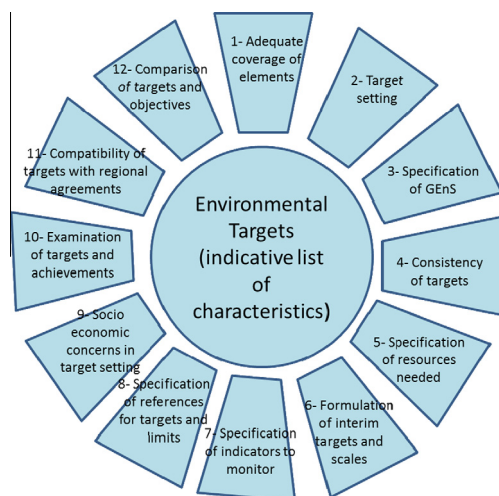 1- Adequate
coverage of
elements
2- Target
setting
3- Specification
of GEnS
4- Consistency
of targets
5- Specification
of resources
needed
6- Formulation
of interim
targets and
scales
7- Specification
of indicators to
monitor
8- Specification
of references
for targets and
limits
9- Socio
economic
concerns in
target setting
10- Examination
of targets and
achievements
11- Compatibility of
targets with regional
agreements
12- Comparison
of targets and
objectives
Environmental
Targets
(indicative list
of
characteristics)